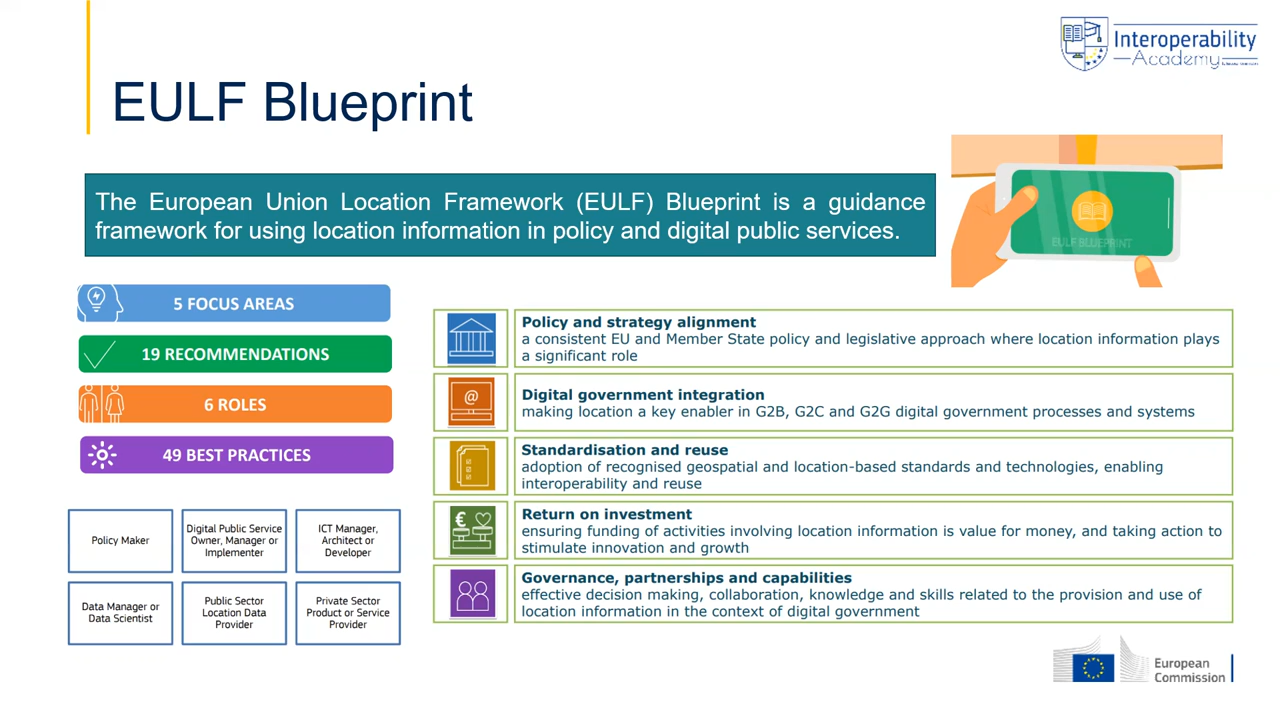 Interoperability
Academy
EULF Blueprint
The European Union Location Framework (EULF) Blueprint is a guidance
framework for using location information in policy and digital public services.
EULF BLUEPRINT
5 FOCUS AREAS
19 RECOMMENDATIONS
6 ROLES
49 BEST PRACTICES
Policy Maker
Digital Public Service
Owner, Manager or
Implementer
ICT Manager,
Architect or
Developer
Data Manager or
Data Scientist
Public Sector
Location Data
Provider
Private Sector
Product or Service
Provider
Policy and strategy alignment
a consistent EU and Member State policy and legislative approach where location information plays
a significant role
@
Digital government integration
making location a key enabler in G2B, G2C and G2G digital government processes and systems
Standardisation and reuse
adoption of recognised geospatial and location-based standards and technologies, enabling
interoperability and reuse
€
Return on investment
ensuring funding of activities involving location information is value for money, and taking action to
stimulate innovation and growth
Governance, partnerships and capabilities
effective decision making, collaboration, knowledge and skills related to the provision and use of
location information in the context of digital government
European
Commission